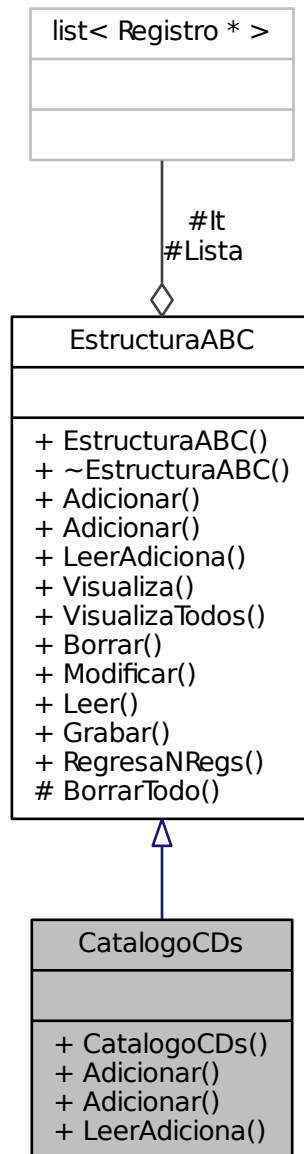 list< Registro * >
#It
#Lista
EstructuraABC
+ EstructuraABC()
+ ~EstructuraABC()
+ Adicionar()
+ Adicionar()
+ LeerAdiciona()
+ Visualiza()
+ VisualizaTodos()
+ Borrar()
+ Modificar()
+ Leer()
+ Grabar()
+ RegresaNRegs()
# BorrarTodo()
CatalogoCDs
+ CatalogoCDs()
+ Adicionar()
+ Adicionar()
+ LeerAdiciona()